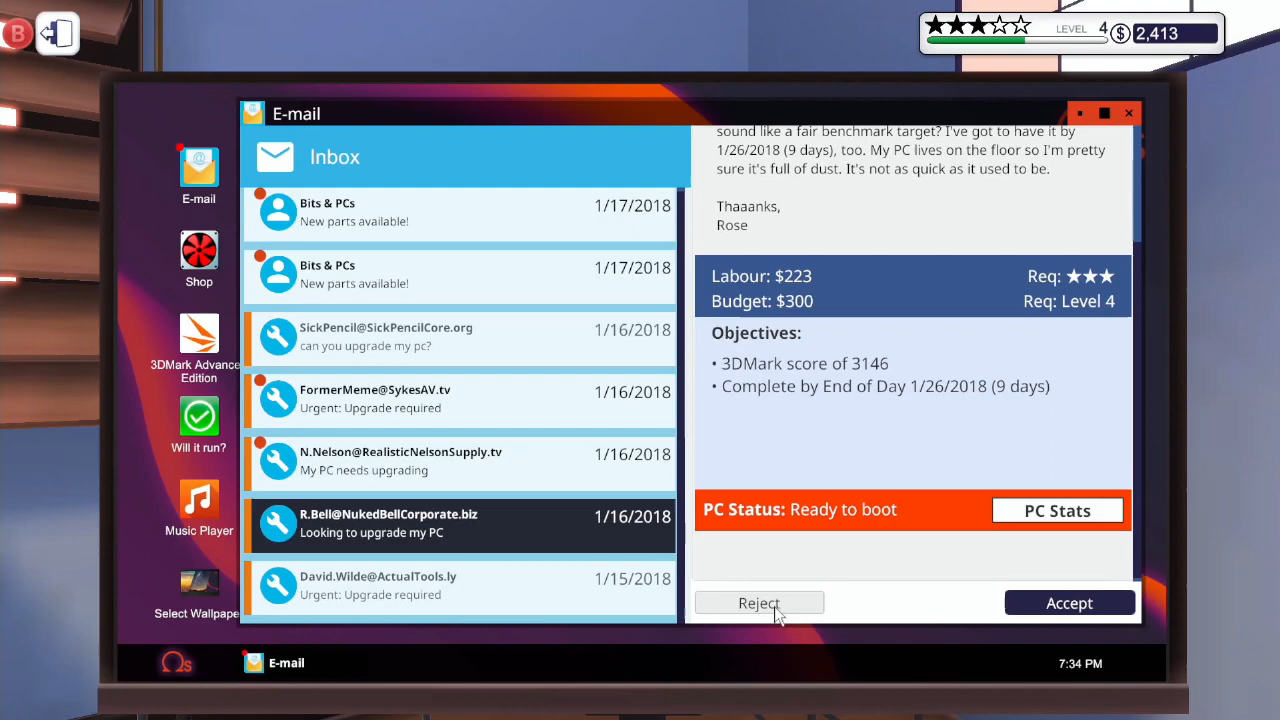 B
LEVEL 4 $ 2,413
E-mail
Shop
3DMark Advance
Edition
Will it run?
Music Player
Select Wallpape
E-mail
Inbox
Bits & PCs 1/17/2018
New parts available!
Bits & PCs 1/17/2018
New parts available!
SickPencil@SickPencilCore.org 1/16/2018
can you upgrade my pc?
FormerMeme@SykesAV.tv 1/16/2018
Urgent: Upgrade required
N.Nelson@RealisticNelsonSupply.tv 1/16/2018
My PC needs upgrading
R.Bell@NukedBellCorporate.biz 1/16/2018
Looking to upgrade my PC
David.Wilde@ActualTools.ly 1/15/2018
Urgent: Upgrade required
sound like a fair benchmark target? I've got to have it by
1/26/2018 (9 days), too. My PC lives on the floor so I'm pretty
sure it's full of dust. It's not as quick as it used to be.
Thaaanks,
Rose
Labour: $223 Req: ★★★
Budget: $300 Req: Level 4
Objectives:
• 3DMark score of 3146
• Complete by End of Day 1/26/2018 (9 days)
PC Status: Ready to boot PC Stats
Reject Accept
Ωs E-mail 7:34 PM